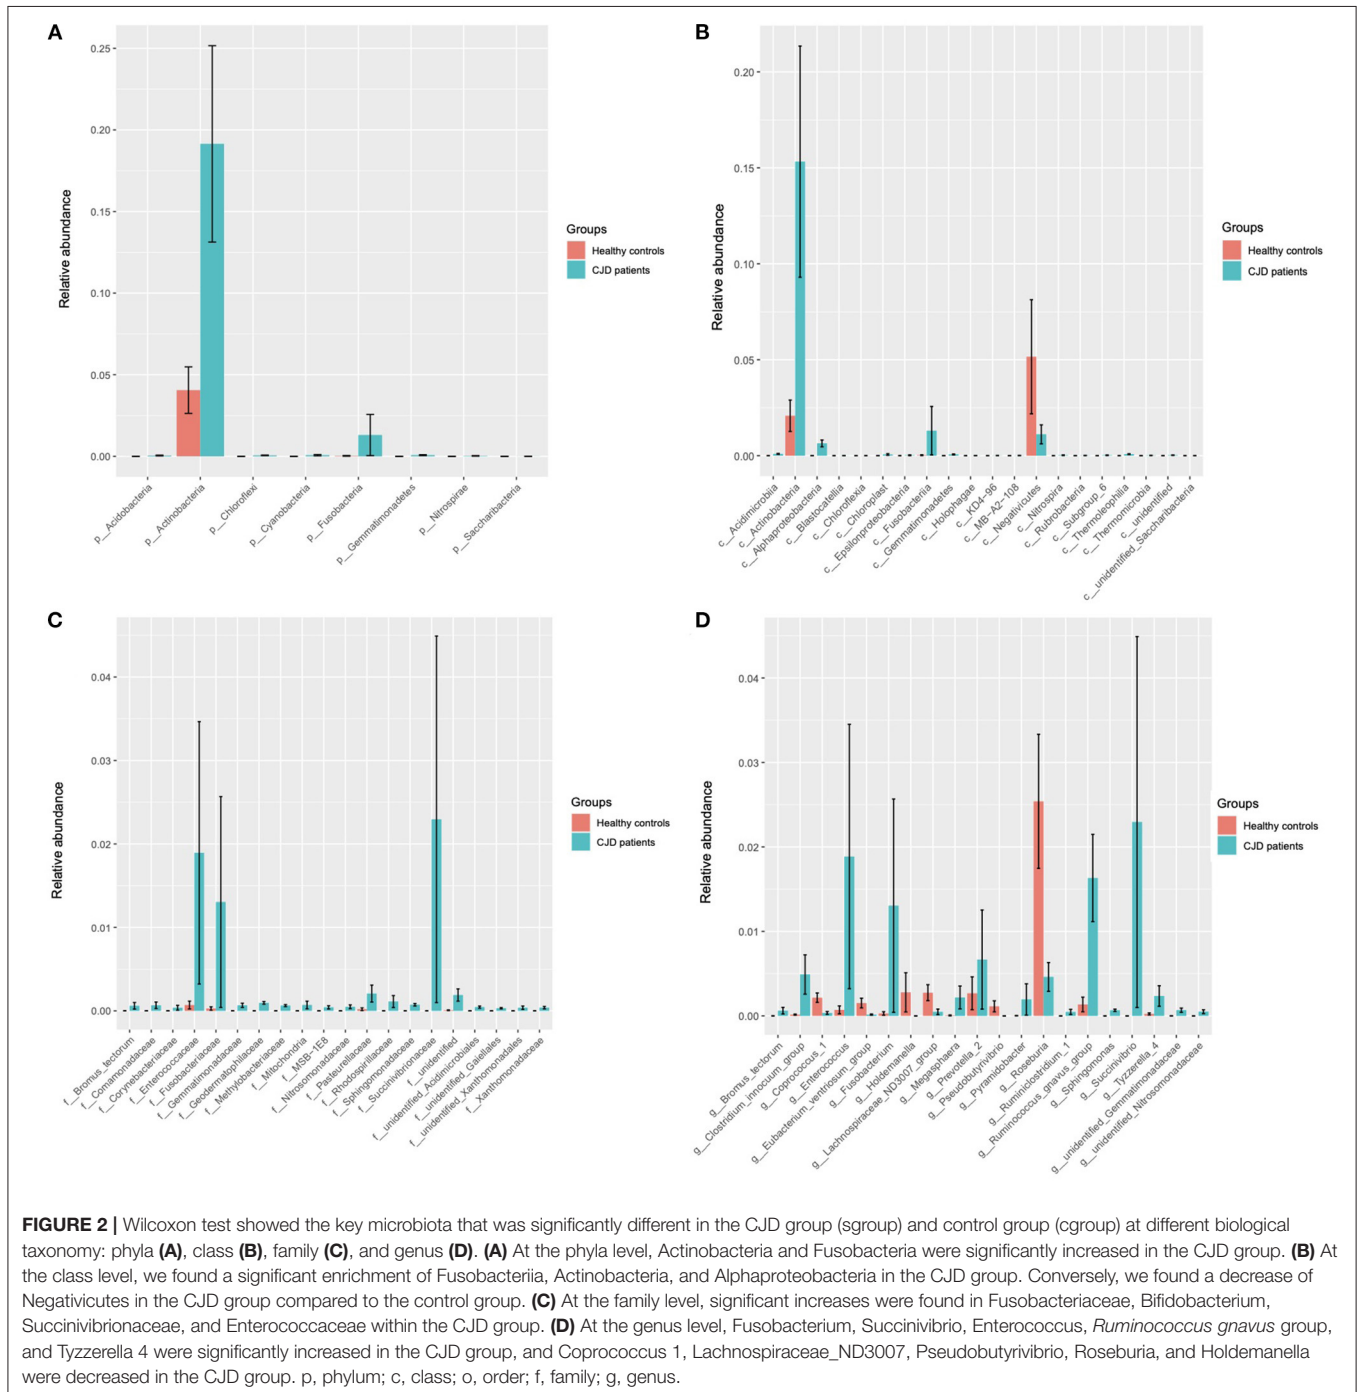 A
0.25
0.20
0.15
0.10
0.05
0.00
Relative abundance
p__Acidobacteria
p__Actinobacteria
p__Chloroflexi
p__Cyanobacteria
p__Fusobacteria
p__Gemmatimonadetes
p__Nitrospirae
p__Saccharibacteria
Groups
Healthy controls
CJD patients
B
0.20
0.15
0.10
0.05
0.00
Relative abundance
c__Acidimicrobiia
c__Actinobacteria
c__Alphaproteobacteria
c__Blastocatellia
c__Chloroflexia
c__Chloroplast
c__Epsilonproteobacteria
c__Fusobacteriia
c__Gemmatimonadetes
c__Holophagae
c__KD4-96
c__MB-A2-108
c__Negativicutes
c__Nitrospira
c__Rubrobacteria
c__Subgroup_6
c__Thermoleophilia
c__Thermomicrobia
c__unidentified
c__unidentified_Saccharibacteria
Groups
Healthy controls
CJD patients
C
0.04
0.03
0.02
0.01
0.00
Relative abundance
f__Bromus_tectorum
f__Comamonadaceae
f__Corynebacteriaceae
f__Enterococcaceae
f__Fusobacteriaceae
f__Gemmatimonadaceae
f__Geodermatophilaceae
f__Methylobacteriaceae
f__Mitochondria
f__MSB-1E8
f__Nitrosomonadaceae
f__Pasteurellaceae
f__Rhodospirillaceae
f__Sphingomonadaceae
f__Succinivibrionaceae
f__unidentified
f__unidentified_Acidimicrobiales
f__unidentified_Gaiellales
f__unidentified_Xanthomonadales
f__Xanthomonadaceae
Groups
Healthy controls
CJD patients
D
0.04
0.03
0.02
0.01
0.00
Relative abundance
g__Bromus_tectorum
g__Clostridium_innocuum_group
g__Coprococcus_1
g__Enterococcus
g__Eubacterium_ventriosum_group
g__Fusobacterium
g__Holdemanella
g__Lachnospiraceae_ND3007_group
g__Megasphaera
g__Prevotella_2
g__Pseudobutyrivibrio
g__Pyramidobacter
g__Roseburia
g__Ruminiclostridium_1
g__Ruminococcus_gnavus_group
g__Sphingomonas
g__Succinivibrio
g__Tyzzerella_4
g__unidentified_Gemmatimonadaceae
g__unidentified_Nitrosomonadaceae
Groups
Healthy controls
CJD patients
FIGURE 2 | Wilcoxon test showed the key microbiota that was significantly different in the CJD group (sgroup) and control group (cgroup) at different biological
taxonomy: phyla (A), class (B), family (C), and genus (D). (A) At the phyla level, Actinobacteria and Fusobacteria were significantly increased in the CJD group. (B) At
the class level, we found a significant enrichment of Fusobacteriia, Actinobacteria, and Alphaproteobacteria in the CJD group. Conversely, we found a decrease of
Negativicutes in the CJD group compared to the control group. (C) At the family level, significant increases were found in Fusobacteriaceae, Bifidobacterium,
Succinivibrionaceae, and Enterococcaceae within the CJD group. (D) At the genus level, Fusobacterium, Succinivibrio, Enterococcus, Ruminococcus gnavus group,
and Tyzzerella 4 were significantly increased in the CJD group, and Coprococcus 1, Lachnospiraceae_ND3007, Pseudobutyrivibrio, Roseburia, and Holdemanella
were decreased in the CJD group. p, phylum; c, class; o, order; f, family; g, genus.